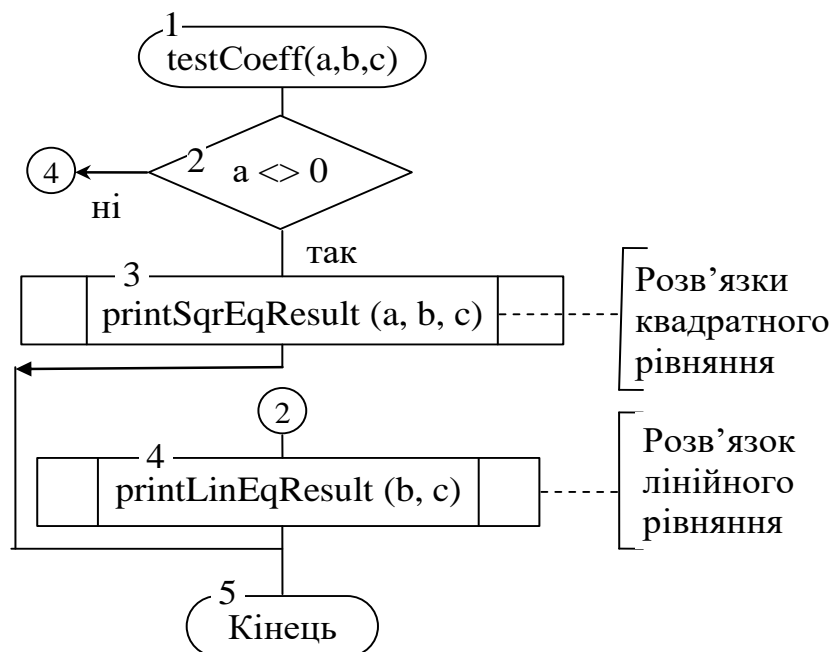 1
testCoeff(a,b,c)
2
a <> 0
4
ні
так
3
printSqrEqResult (a, b, c)
Розв’язки
квадратного
рівняння
2
4
printLinEqResult (b, c)
Розв’язок
лінійного
рівняння
5
Кінець